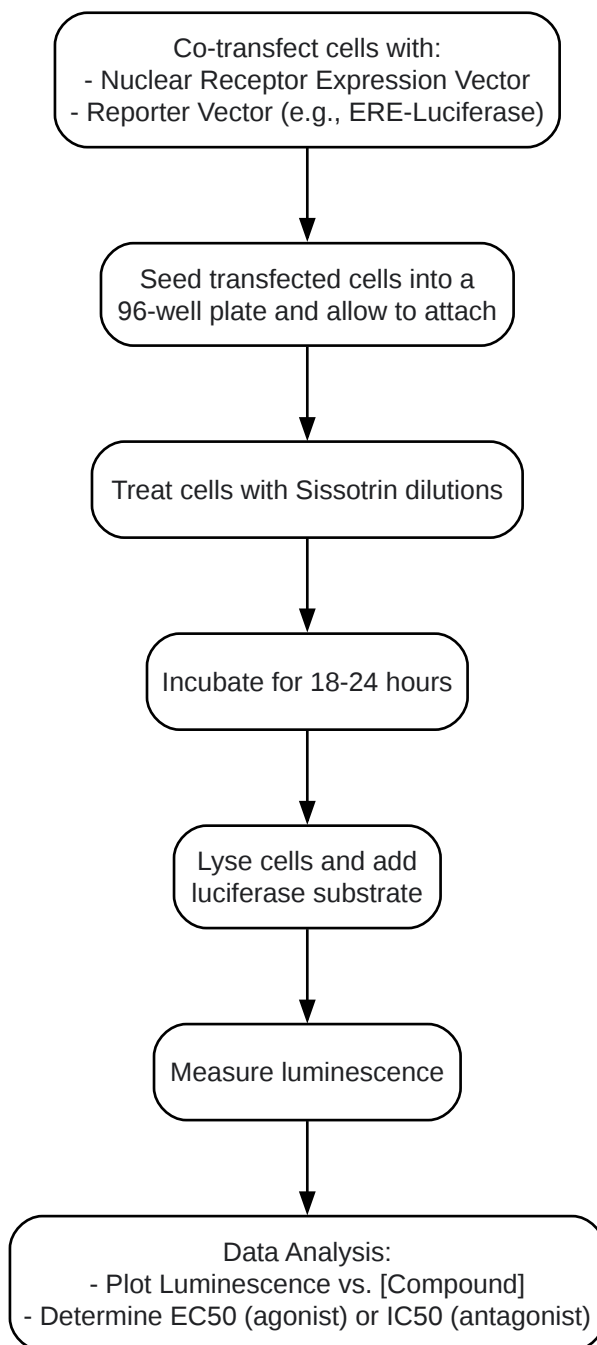 Co-transfect cells with:
- Nuclear Receptor Expression Vector
- Reporter Vector (e.g., ERE-Luciferase)
Seed transfected cells into a
96-well plate and allow to attach
Treat cells with Sissotrin dilutions
Incubate for 18-24 hours
Lyse cells and add
luciferase substrate
Measure luminescence
Data Analysis:
- Plot Luminescence vs. [Compound]
- Determine EC50 (agonist) or IC50 (antagonist)